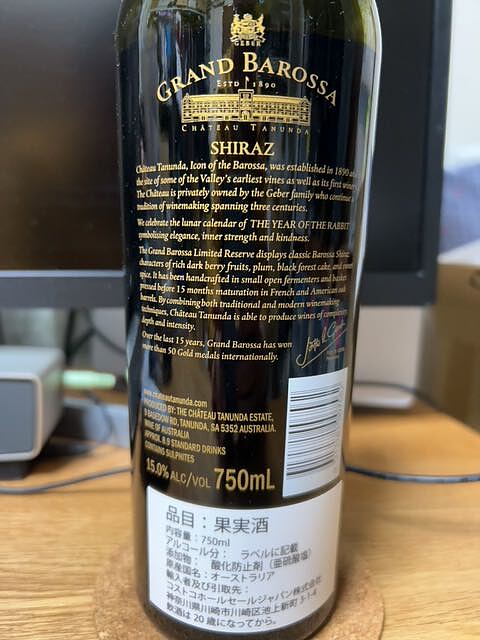 GEBER
GRAND BAROSSA
ESTD 1890
CHÂTEAU TANUNDA
SHIRAZ
Château Tanunda, Icon of the Barossa, was established in 1890 
the site of some of the Valley's earliest vines as well as its first
The Château is privately owned by the Geber family who continue
tradition of winemaking spanning three centuries.
We celebrate the lunar calendar of THE YEAR OF THE RABBIT
symbolising elegance, inner strength and kindness.
The Grand Barossa Limited Reserve displays classic Barossa Shiraz
characters of rich dark berry fruits, plum, black forest cake, and
spice. It has been handcrafted in small open fermenters and basket
pressed before 15 months maturation in French and American oak
barrels. By combining both traditional and modern winemaking
techniques, Château Tanunda is able to produce wines of complexity
depth and intensity.
Over the last 15 years, Grand Barossa has won
more than 50 Gold medals internationally.
www.chateautanunda.com
PRODUCED BY: THE CHÂTEAU TANUNDA ESTATE,
9 BASEDOW RD, TANUNDA, SA 5352 AUSTRALIA.
WINE OF AUSTRALIA
APPROX. 8.9 STANDARD DRINKS
CONTAINS SULPHITES
15.0% ALC/VOL 750mL
品目：果実酒
内容量：750ml
アルコール分： ラベルに記載
添加物： 酸化防止剤（亜硫酸塩）
原産国名：オーストラリア
輸入者及び引取先：
コストコホールセールジャパン株式会社
神奈川県川崎市川崎区池上新町 3-1-4
飲酒は 20 歳になってから。